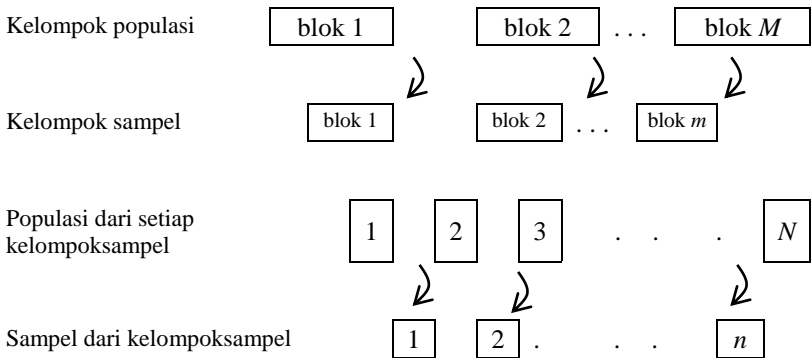 Kelompok populasi blok 1 blok 2 . . . blok M
Kelompok sampel blok 1 blok 2 . . . blok m
Populasi dari setiap
kelompoksampel 1 2 3 . . . N
Sampel dari kelompoksampel 1 2 . . . n